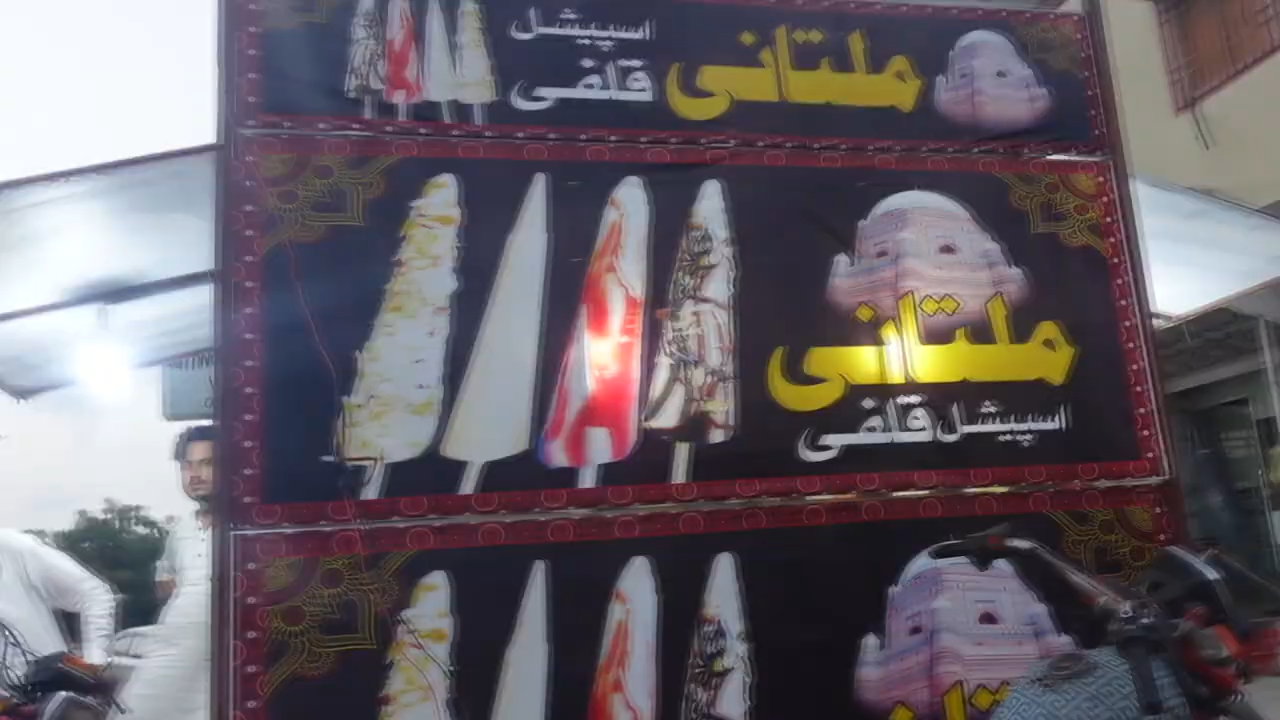 ملتانی
اسپیشل
قلفی
ملتانی
اسپیشل قلفی